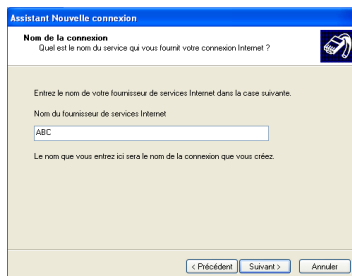 Assistant Nouvelle connexion
Nom de la connexion
Quel est le nom du service qui vous fournit votre connexion Internet ?
Entrez le nom de votre fournisseur de services Internet dans la case suivante.
Nom du fournisseur de services Internet
ABC
Le nom que vous entrez ici sera le nom de la connexion que vous créez.
< Précédent Suivant > Annuler